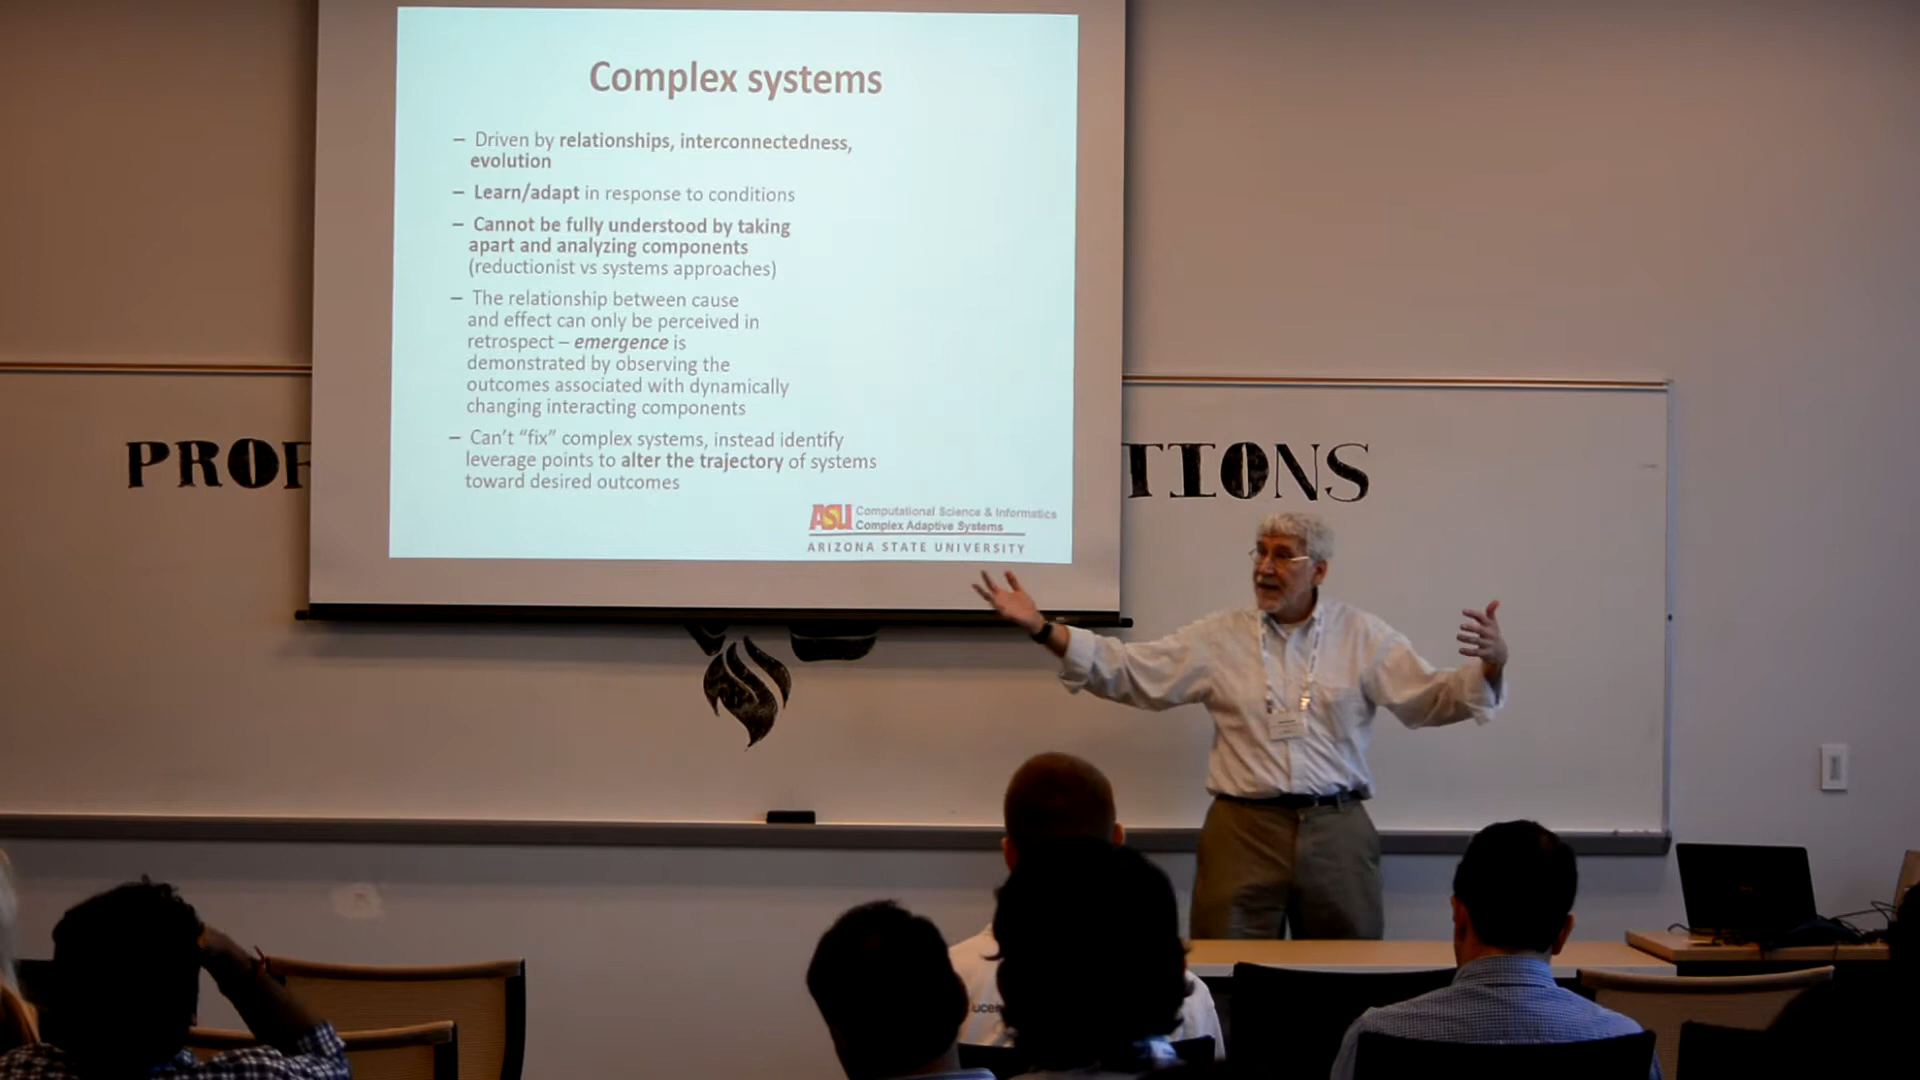 Complex systems
– Driven by relationships, interconnectedness,
evolution
– Learn/adapt in response to conditions
– Cannot be fully understood by taking
apart and analyzing components
(reductionist vs systems approaches)
– The relationship between cause
and effect can only be perceived in
retrospect – emergence is
demonstrated by observing the
outcomes associated with dynamically
changing interacting components
– Can't “fix” complex systems, instead identify
leverage points to alter the trajectory of systems
toward desired outcomes
ASU Computational Science & Informatics
Complex Adaptive Systems
ARIZONA STATE UNIVERSITY
PROF TIONS